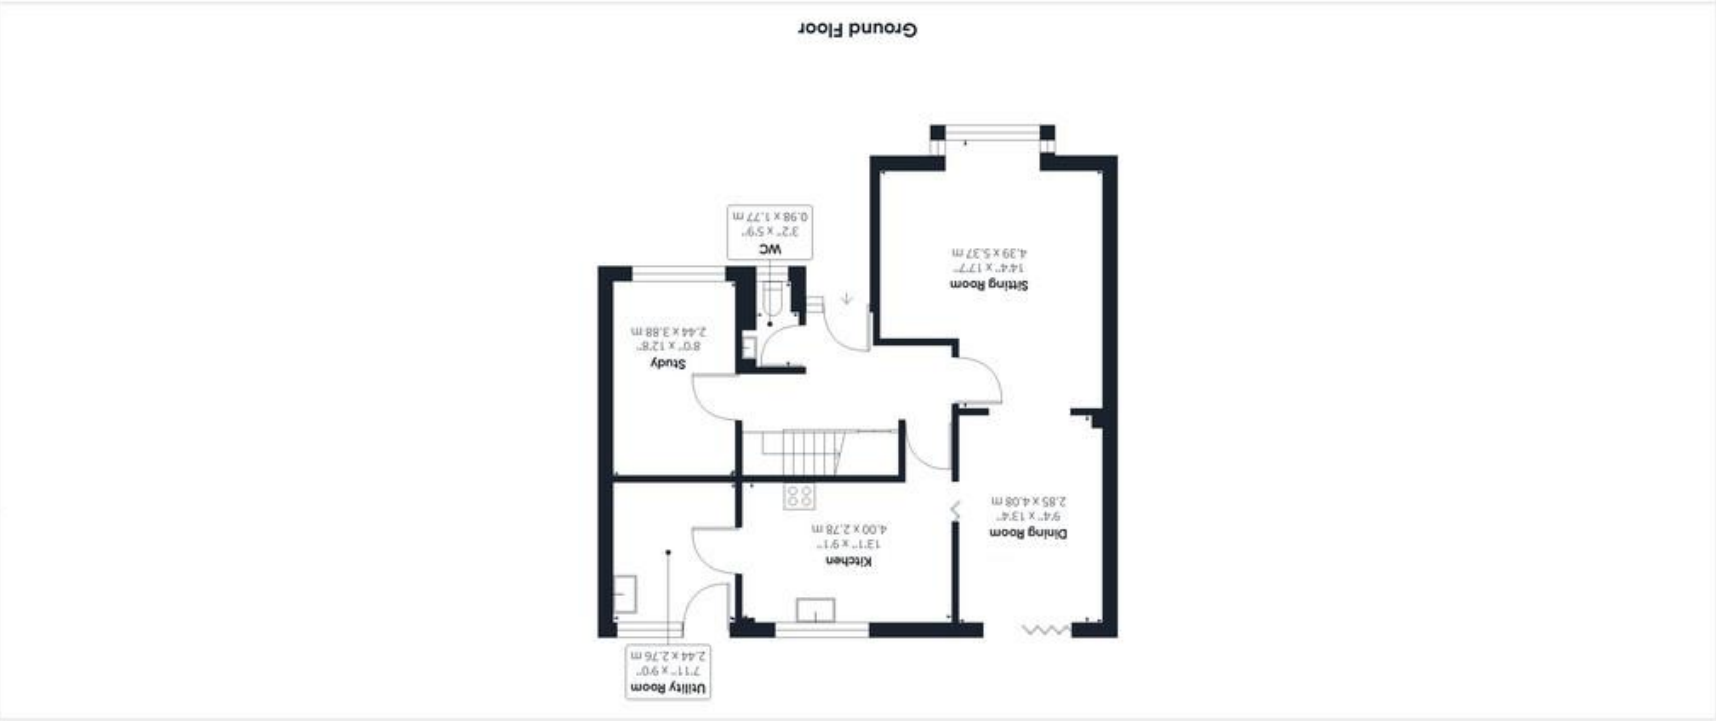 Utility Room
7'11" x 9'0"
2.44 x 2.76 m
Dining Room
9'4" x 13'4"
2.85 x 4.08 m
Kitchen
13'1" x 9'1"
4.00 x 2.78 m
Study
8'0" x 12'8"
2.44 x 3.88 m
Sitting Room
14'4" x 17'7"
4.39 x 5.37 m
WC
3'2" x 5'9"
0.98 x 1.77 m
Ground Floor